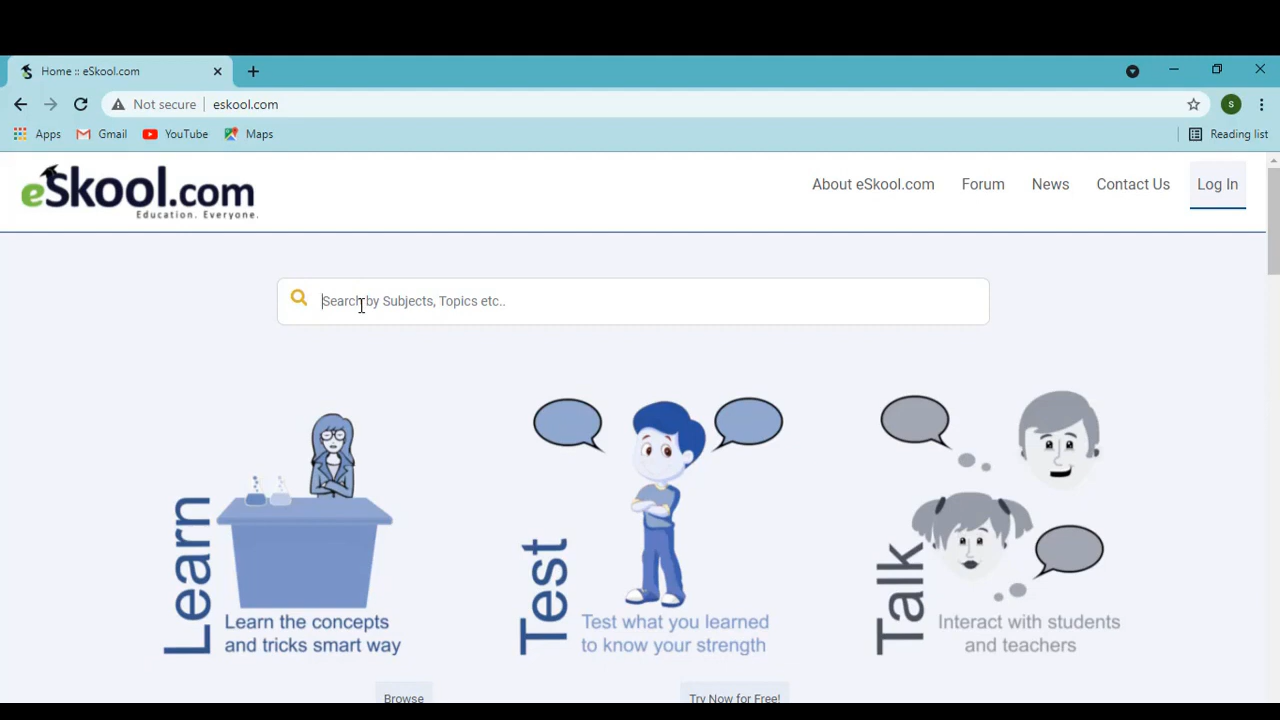 Home :: eSkool.com
Not secure eskool.com S
Apps Gmail YouTube Maps Reading list
eSkool.com
Education. Everyone.
About eSkool.com Forum News Contact Us Log In
Search by Subjects, Topics etc..
Learn
Learn the concepts
and tricks smart way
Test
Test what you learned
to know your strength
Talk
Interact with students
and teachers
Browse Try Now for Free!